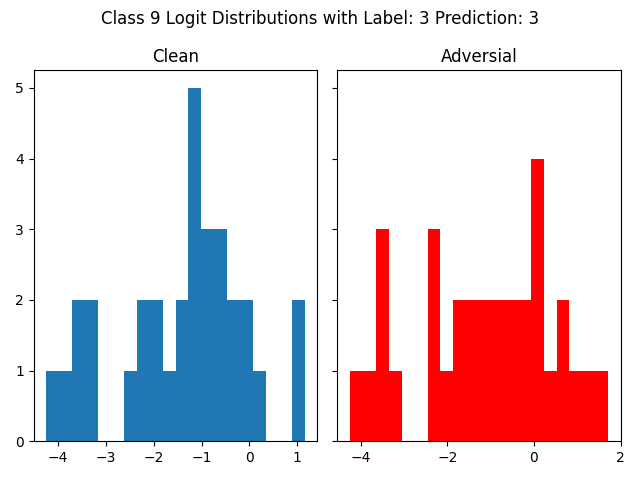 Class 9 Logit Distributions with Label: 3 Prediction: 3
Clean
Adversial
5
4
3
2
1
0
−4 −3 −2 −1 0 1
−4 −2 0 2